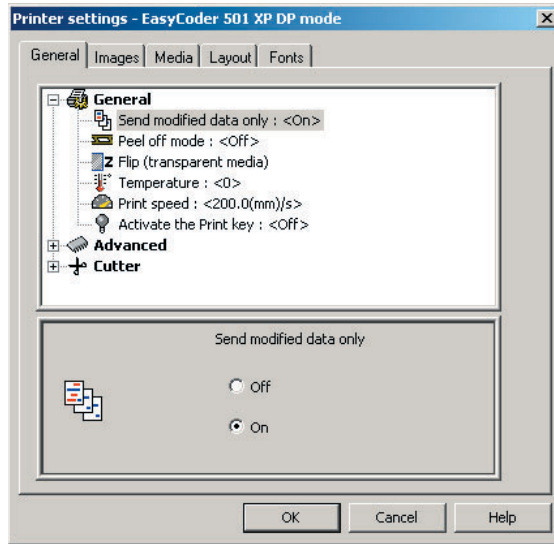 Printer settings - EasyCoder 501 XP DP mode
General Images Media Layout Fonts
General
Send modified data only : <On>
Peel off mode : <Off>
Flip (transparent media)
Temperature : <0>
Print speed : <200.0(mm)/s>
Activate the Print key : <Off>
Advanced
Cutter
Send modified data only
Off
On
OK Cancel Help